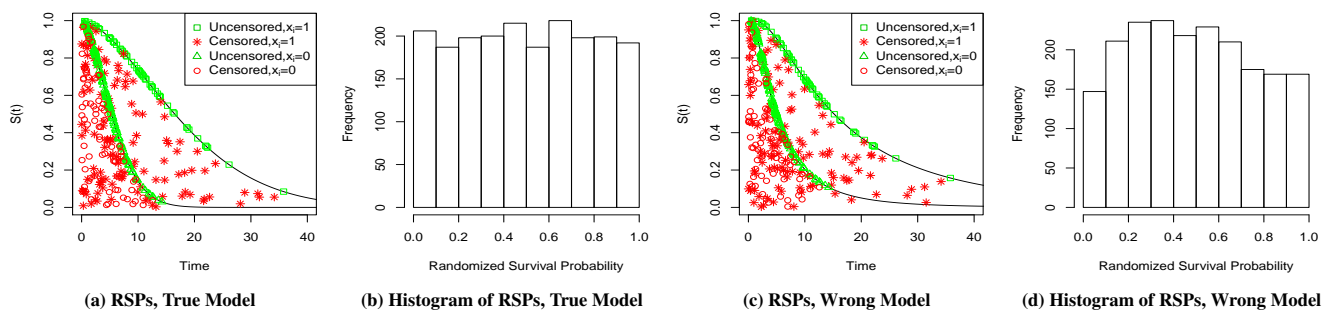 S(t)
0.0 0.2 0.4 0.6 0.8 1.0
Uncensored,xi=1
Censored,xi=1
Uncensored,xi=0
Censored,xi=0
0 10 20 30 40
Time
(a) RSPs, True Model
Frequency
0 50 100 150 200
0.0 0.2 0.4 0.6 0.8 1.0
Randomized Survival Probability
(b) Histogram of RSPs, True Model
S(t)
0.0 0.2 0.4 0.6 0.8 1.0
Uncensored,xi=1
Censored,xi=1
Uncensored,xi=0
Censored,xi=0
0 10 20 30 40
Time
(c) RSPs, Wrong Model
Frequency
0 50 100 150 200
0.0 0.2 0.4 0.6 0.8 1.0
Randomized Survival Probability
(d) Histogram of RSPs, Wrong Model